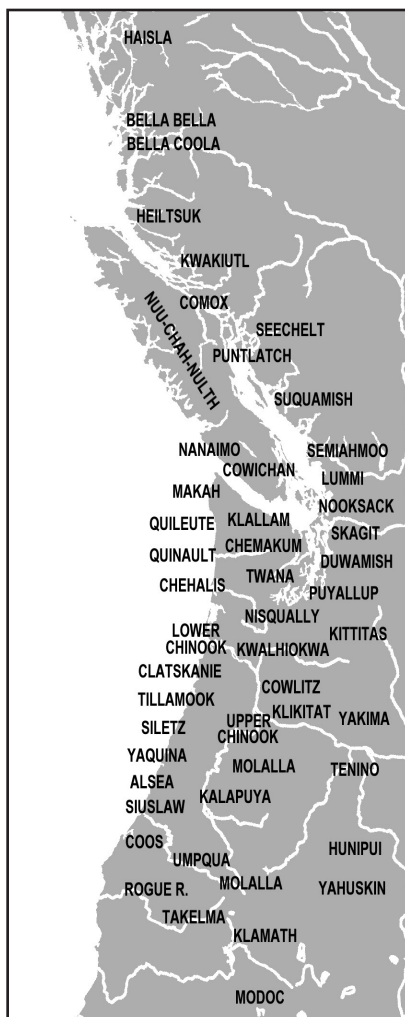 HAISLA
BELLA BELLA
BELLA COOLA
HEILTSUK
KWAKIUTL
COMOX
NUU-CHAH-NULTH
SEECHELT
PUNTLATCH
SUQUAMISH
NANAIMO
SEMIAHMOO
COWICHAN
LUMMI
MAKAH
NOOKSACK
QUILEUTE
KLALLAM
SKAGIT
CHEMAKUM
QUINAULT
DUWAMISH
TWANA
CHEHALIS
PUYALLUP
NISQUALLY
LOWER
CHINOOK
KITTITAS
KWALHIOKWA
CLATSKANIE
COWLITZ
TILLAMOOK
KLIKITAT
YAKIMA
SILETZ
UPPER
CHINOOK
YAQUINA
MOLALLA
TENINO
ALSEA
KALAPUYA
SIUSLAW
COOS
HUNIPUI
UMPQUA
MOLALLA
ROGUE R.
YAHUSKIN
TAKELMA
KLAMATH
MODOC